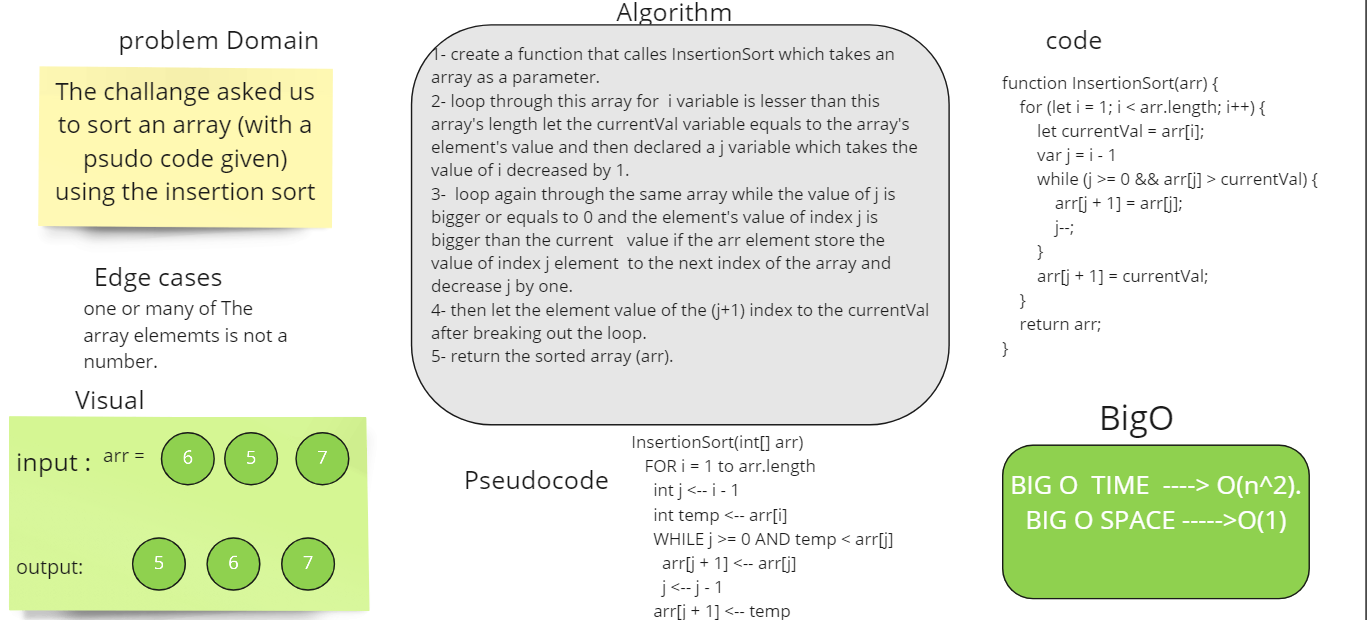 problem Domain
The challange asked us
to sort an array (with a
psudo code given)
using the insertion sort
Edge cases
one or many of The
array elememts is not a
number.
Visual
input : arr = 6 5 7
output: 5 6 7
Algorithm
1- create a function that calles InsertionSort which takes an
array as a parameter.
2- loop through this array for i variable is lesser than this
array's length let the currentVal variable equals to the array's
element's value and then declared a j variable which takes the
value of i decreased by 1.
3- loop again through the same array while the value of j is
bigger or equals to 0 and the element's value of index j is
bigger than the current value if the arr element store the
value of index j element to the next index of the array and
decrease j by one.
4- then let the element value of the (j+1) index to the currentVal
after breaking out the loop.
5- return the sorted array (arr).
Pseudocode
InsertionSort(int[] arr)
FOR i = 1 to arr.length
int j <-- i - 1
int temp <-- arr[i]
WHILE j >= 0 AND temp < arr[j]
arr[j + 1] <-- arr[j]
j <-- j - 1
arr[j + 1] <-- temp
code
function InsertionSort(arr) {
for (let i = 1; i < arr.length; i++) {
let currentVal = arr[i];
var j = i - 1
while (j >= 0 && arr[j] > currentVal) {
arr[j + 1] = arr[j];
j--;
}
arr[j + 1] = currentVal;
}
return arr;
}
BigO
BIG O TIME ----> O(n^2).
BIG O SPACE ----->O(1)